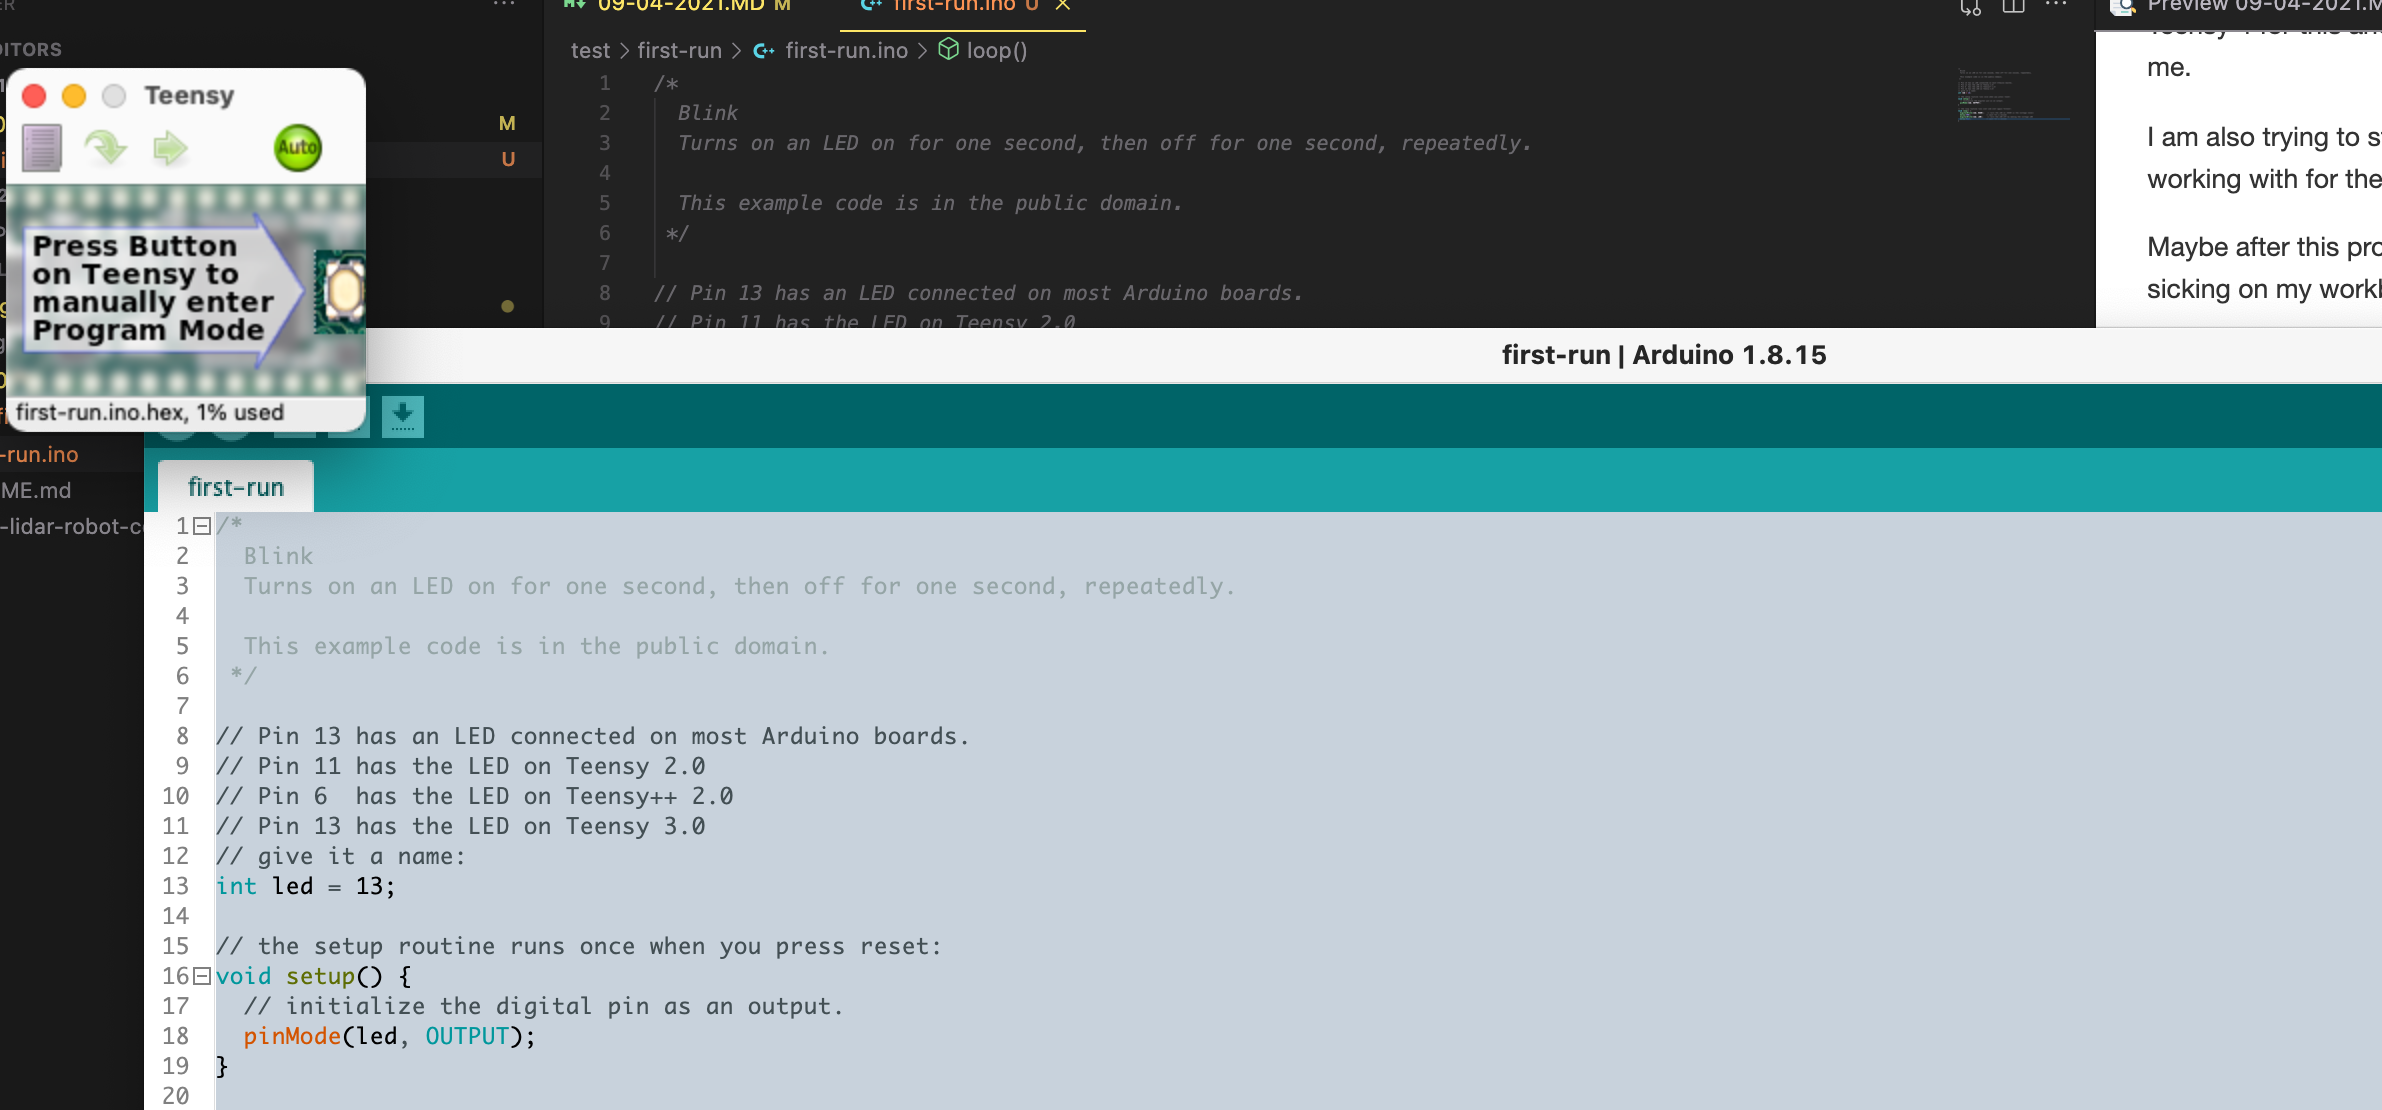 ER
ITORS
09-04-2021.MD M
first-run.ino U
Preview 09-04-2021.M
test > first-run > first-run.ino > loop()
1 /*
2 Blink
3 Turns on an LED on for one second, then off for one second, repeatedly.
4
5 This example code is in the public domain.
6 */
7
8 // Pin 13 has an LED connected on most Arduino boards.
9 // Pin 11 has the LED on Teensy 2.0
me.
I am also trying to s
working with for the
Maybe after this pro
sicking on my workb
M
U
Teensy
Auto
Press Button
on Teensy to
manually enter
Program Mode
first-run.ino.hex, 1% used
-run.ino
ME.md
-lidar-robot-c
first-run | Arduino 1.8.15
first-run
1 /*
2 Blink
3 Turns on an LED on for one second, then off for one second, repeatedly.
4
5 This example code is in the public domain.
6 */
7
8 // Pin 13 has an LED connected on most Arduino boards.
9 // Pin 11 has the LED on Teensy 2.0
10 // Pin 6  has the LED on Teensy++ 2.0
11 // Pin 13 has the LED on Teensy 3.0
12 // give it a name:
13 int led = 13;
14
15 // the setup routine runs once when you press reset:
16 void setup() {
17 // initialize the digital pin as an output.
18 pinMode(led, OUTPUT);
19 }
20